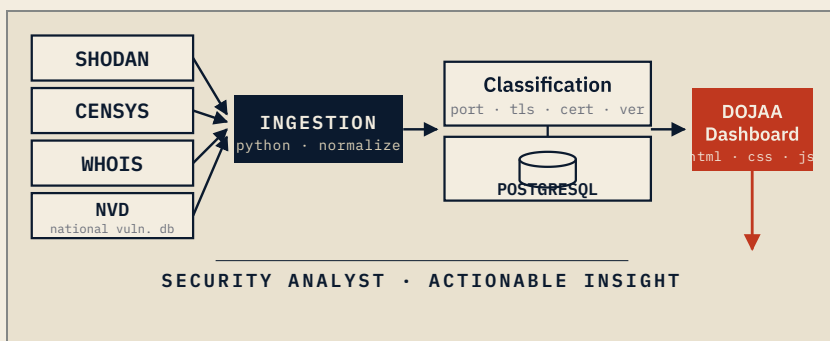 SHODAN
CENSYS
WHOIS
NVD
national vuln. db
INGESTION
python · normalize
Classification
port · tls · cert · ver
POSTGRESQL
DOJAA
Dashboard
html · css · js
SECURITY ANALYST · ACTIONABLE INSIGHT